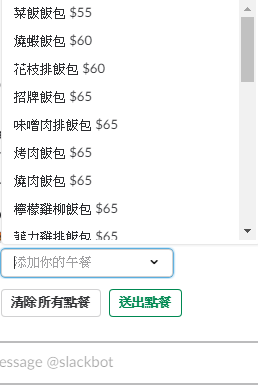 菜飯飯包 $55
燒蝦飯包 $60
花枝排飯包 $60
招牌飯包 $65
味噌肉排飯包 $65
烤肉飯包 $65
燒肉飯包 $65
檸檬雞柳飯包 $65
雞排飯包 $65
添加你的午餐
清除所有點餐
送出點餐
essage @slackbot